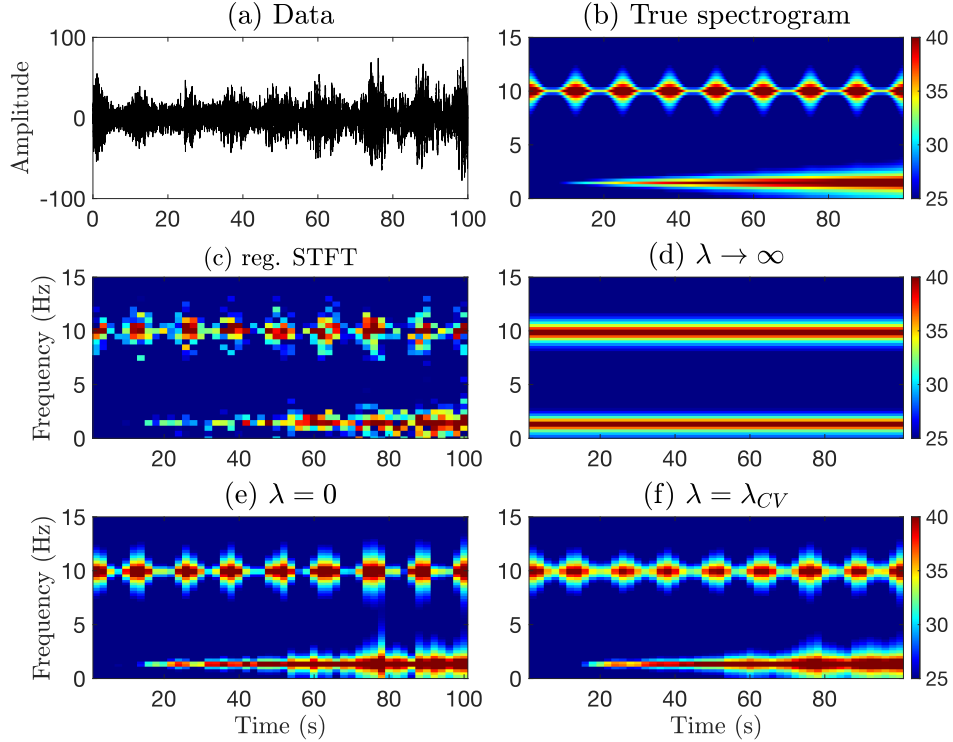 (a) Data
100
0
-100
Amplitude
0 20 40 60 80 100
(b) True spectrogram
15
10
5
0
20 40 60 80
40
35
30
25
(c) reg. STFT
15
10
5
0
Frequency (Hz)
0 20 40 60 80 100
(d) λ → ∞
15
10
5
0
20 40 60 80
40
35
30
25
(e) λ = 0
15
10
5
0
Frequency (Hz)
0 20 40 60 80 100
Time (s)
(f) λ = λ_CV
15
10
5
0
20 40 60 80
Time (s)
40
35
30
25